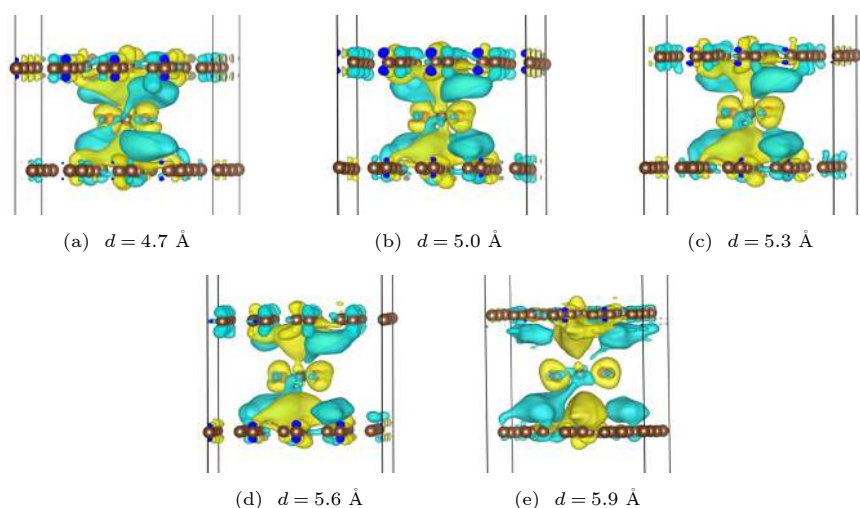 (a) d = 4.7 Å
(b) d = 5.0 Å
(c) d = 5.3 Å
(d) d = 5.6 Å
(e) d = 5.9 Å